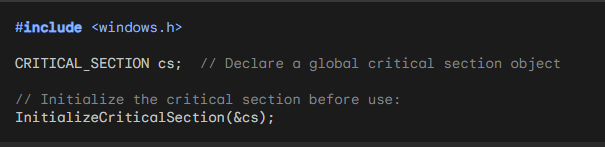 #include <windows.h>
CRITICAL_SECTION cs;  // Declare a global critical section object
// Initialize the critical section before use:
InitializeCriticalSection(&cs);